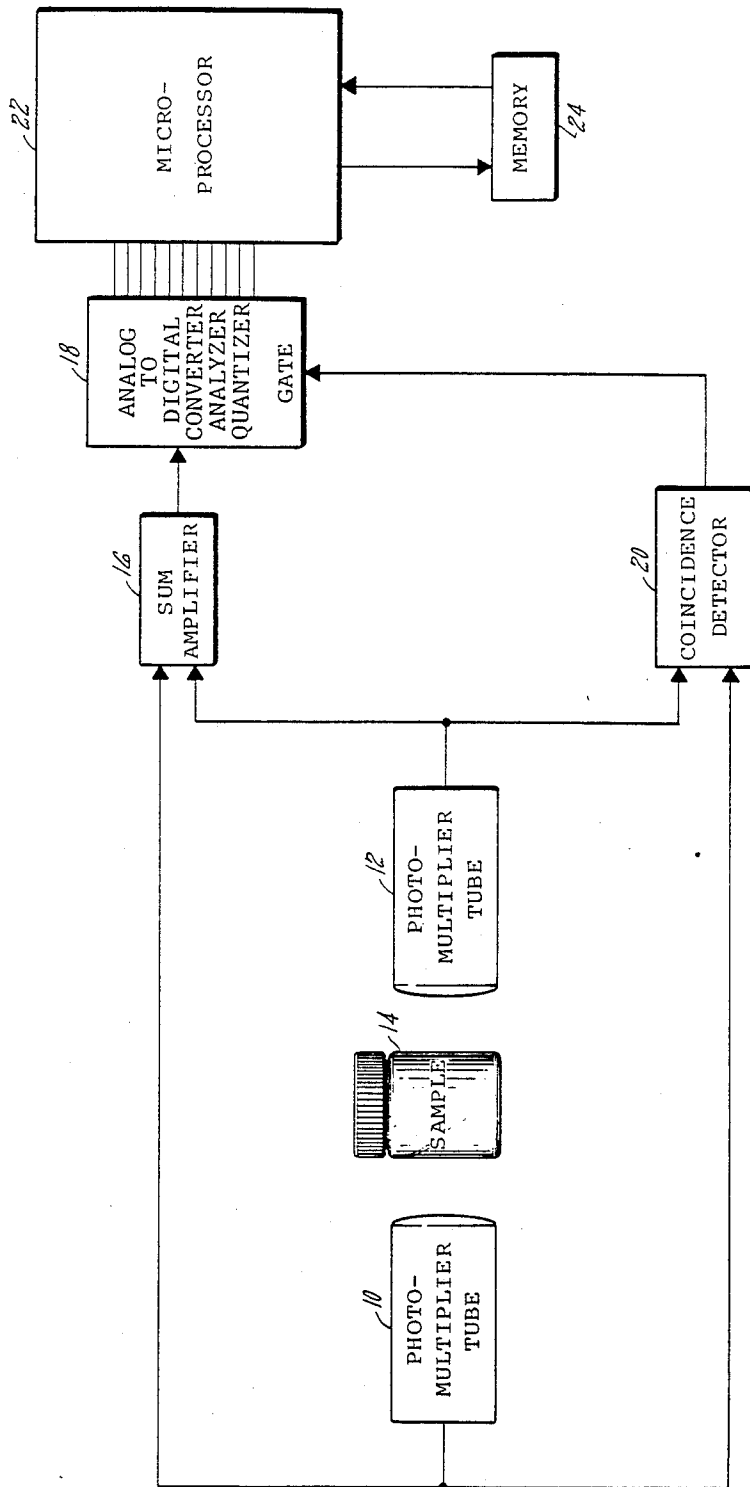 22
MICRO-
PROCESSOR
MEMORY
24
18
ANALOG
TO
DIGITAL
CONVERTER
ANALYZER
QUANTIZER
GATE
16
SUM
AMPLIFIER
20
COINCIDENCE
DETECTOR
12
PHOTO-
MULTIPLIER
TUBE
14
SAMPLE
10
PHOTO-
MULTIPLIER
TUBE